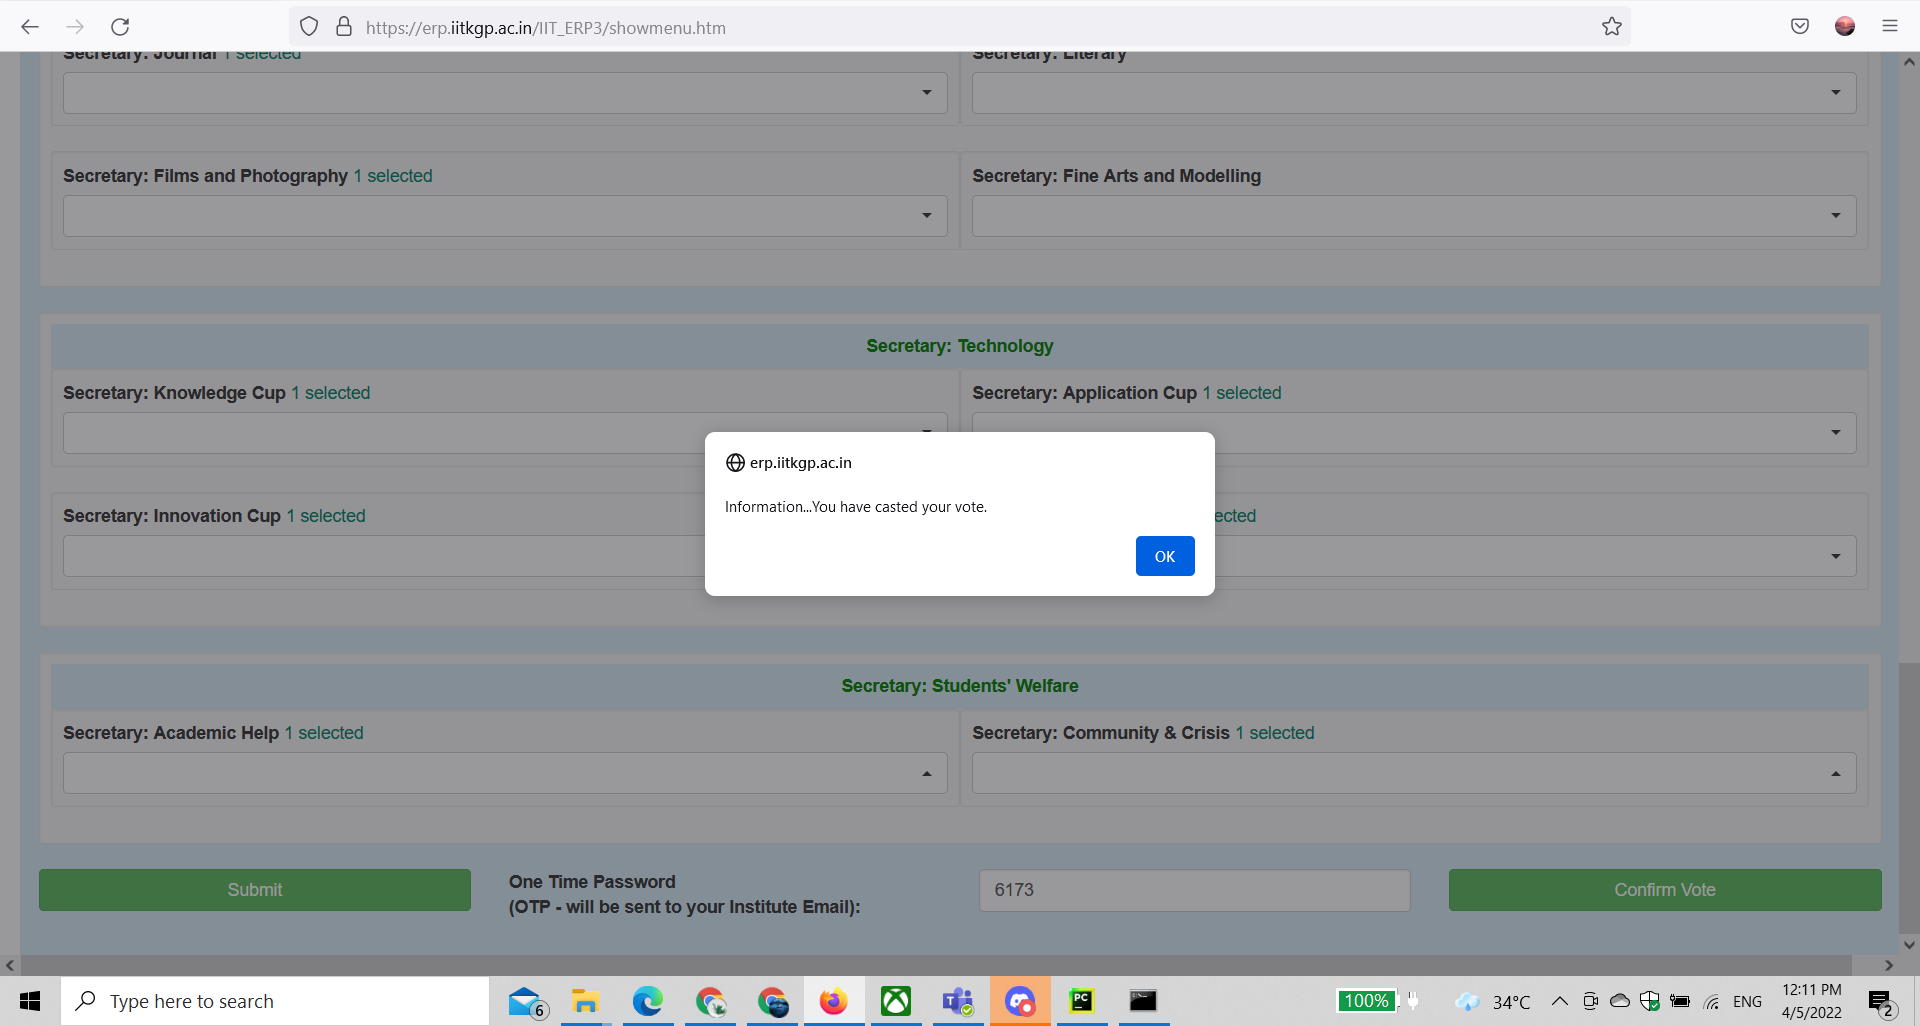 https://erp.iitkgp.ac.in/IIT_ERP3/showmenu.htm
Secretary: Journal 1 selected
Secretary: Literary
Secretary: Films and Photography 1 selected
Secretary: Fine Arts and Modelling
Secretary: Technology
Secretary: Knowledge Cup 1 selected
Secretary: Application Cup 1 selected
erp.iitkgp.ac.in
Information...You have casted your vote.
OK
Secretary: Innovation Cup 1 selected
ected
Secretary: Students' Welfare
Secretary: Academic Help 1 selected
Secretary: Community & Crisis 1 selected
Submit
One Time Password
(OTP - will be sent to your Institute Email):
6173
Confirm Vote
Type here to search
6
PC
100%
34°C
ENG
12:11 PM
4/5/2022
2